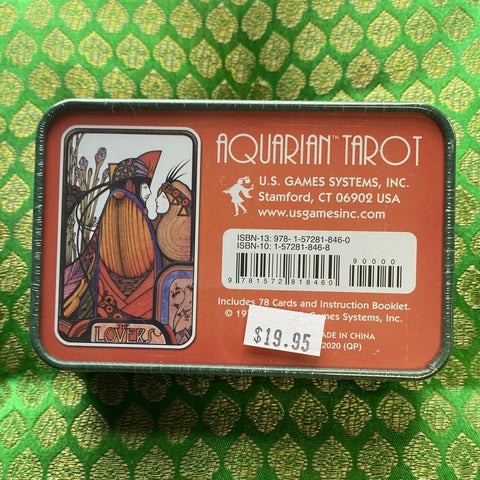 AQUARIAN™ TAROT
U.S. GAMES SYSTEMS, INC.
Stamford, CT 06902 USA
www.usgamesinc.com
ISBN-13: 978- 1-57281-846-0
ISBN-10: 1-57281-846-8
90000
9 781572 818460
Includes 78 Cards and Instruction Booklet.
© Games Systems, Inc.
$19.95
MADE IN CHINA
2020 (QP)
LOVERS